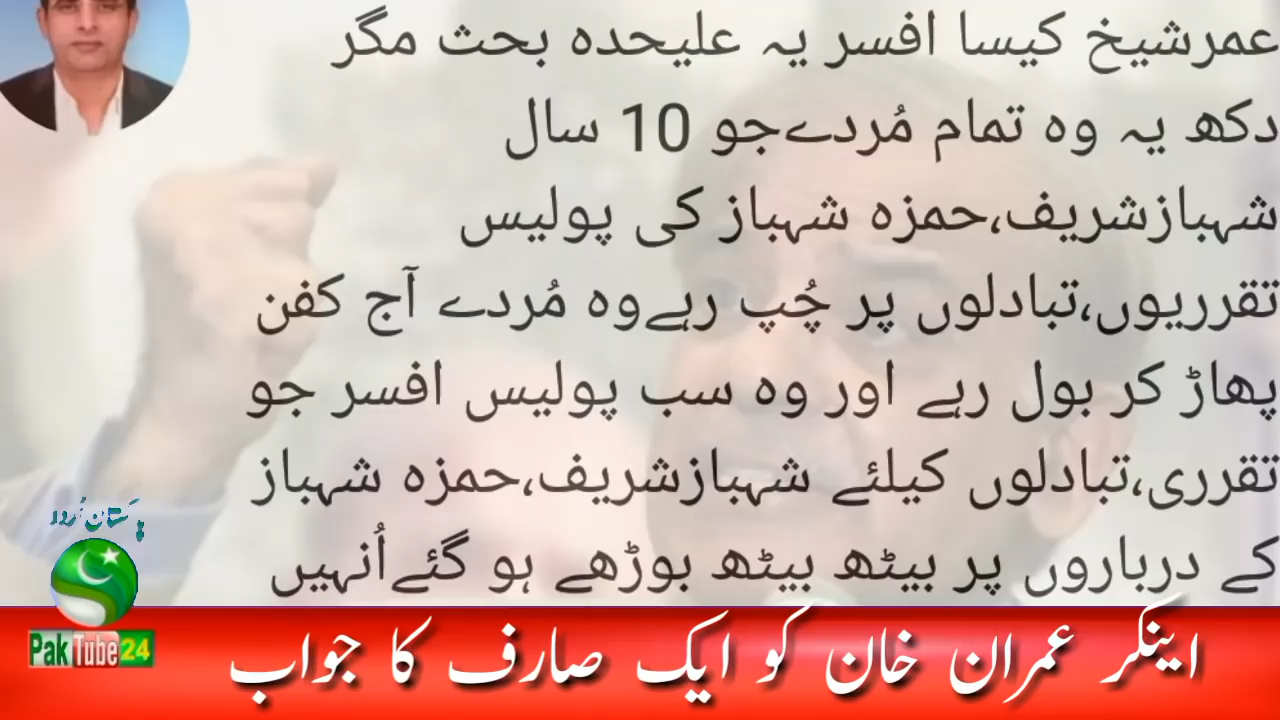 عمرشیخ کیسا افسر یہ علیحدہ بحث مگر
دکھ یہ وہ تمام مُردےجو 10 سال
شہبازشریف،حمزہ شہباز کی پولیس
تقرریوں،تبادلوں پر چُپ رہےوہ مُردے آج کفن
پھاڑ کر بول رہے اور وہ سب پولیس افسر جو
تقرری،تبادلوں کیلئے شہبازشریف،حمزہ شہباز
کے درباروں پر بیٹھ بیٹھ بوڑھے ہو گئےاُنہیں
پاکستان اُردو
PakTube24
اینکر عمران خان کو ایک صارف کا جواب